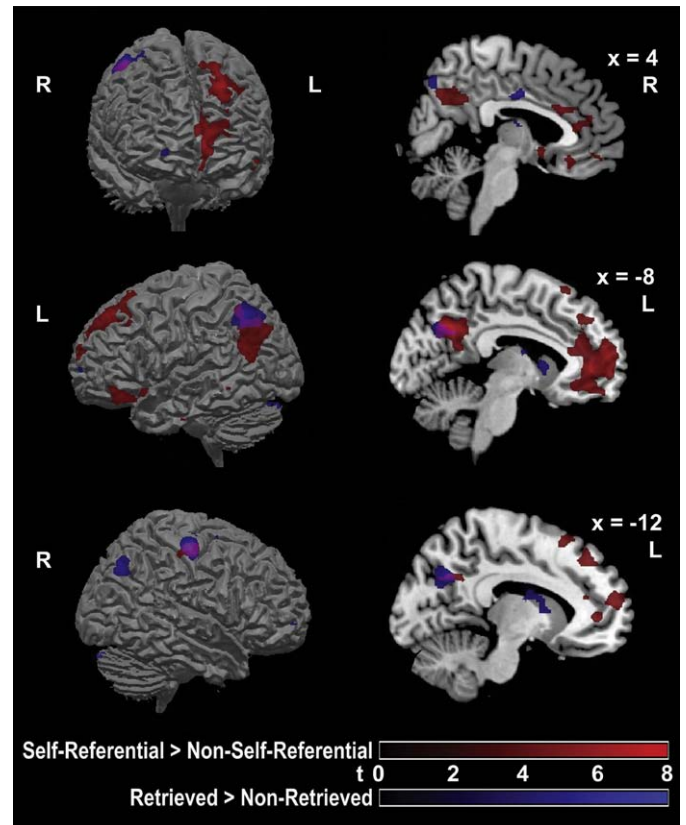 R
L
x = 4
R
L
x = -8
L
R
x = -12
L
Self-Referential > Non-Self-Referential
t 0 2 4 6 8
Retrieved > Non-Retrieved